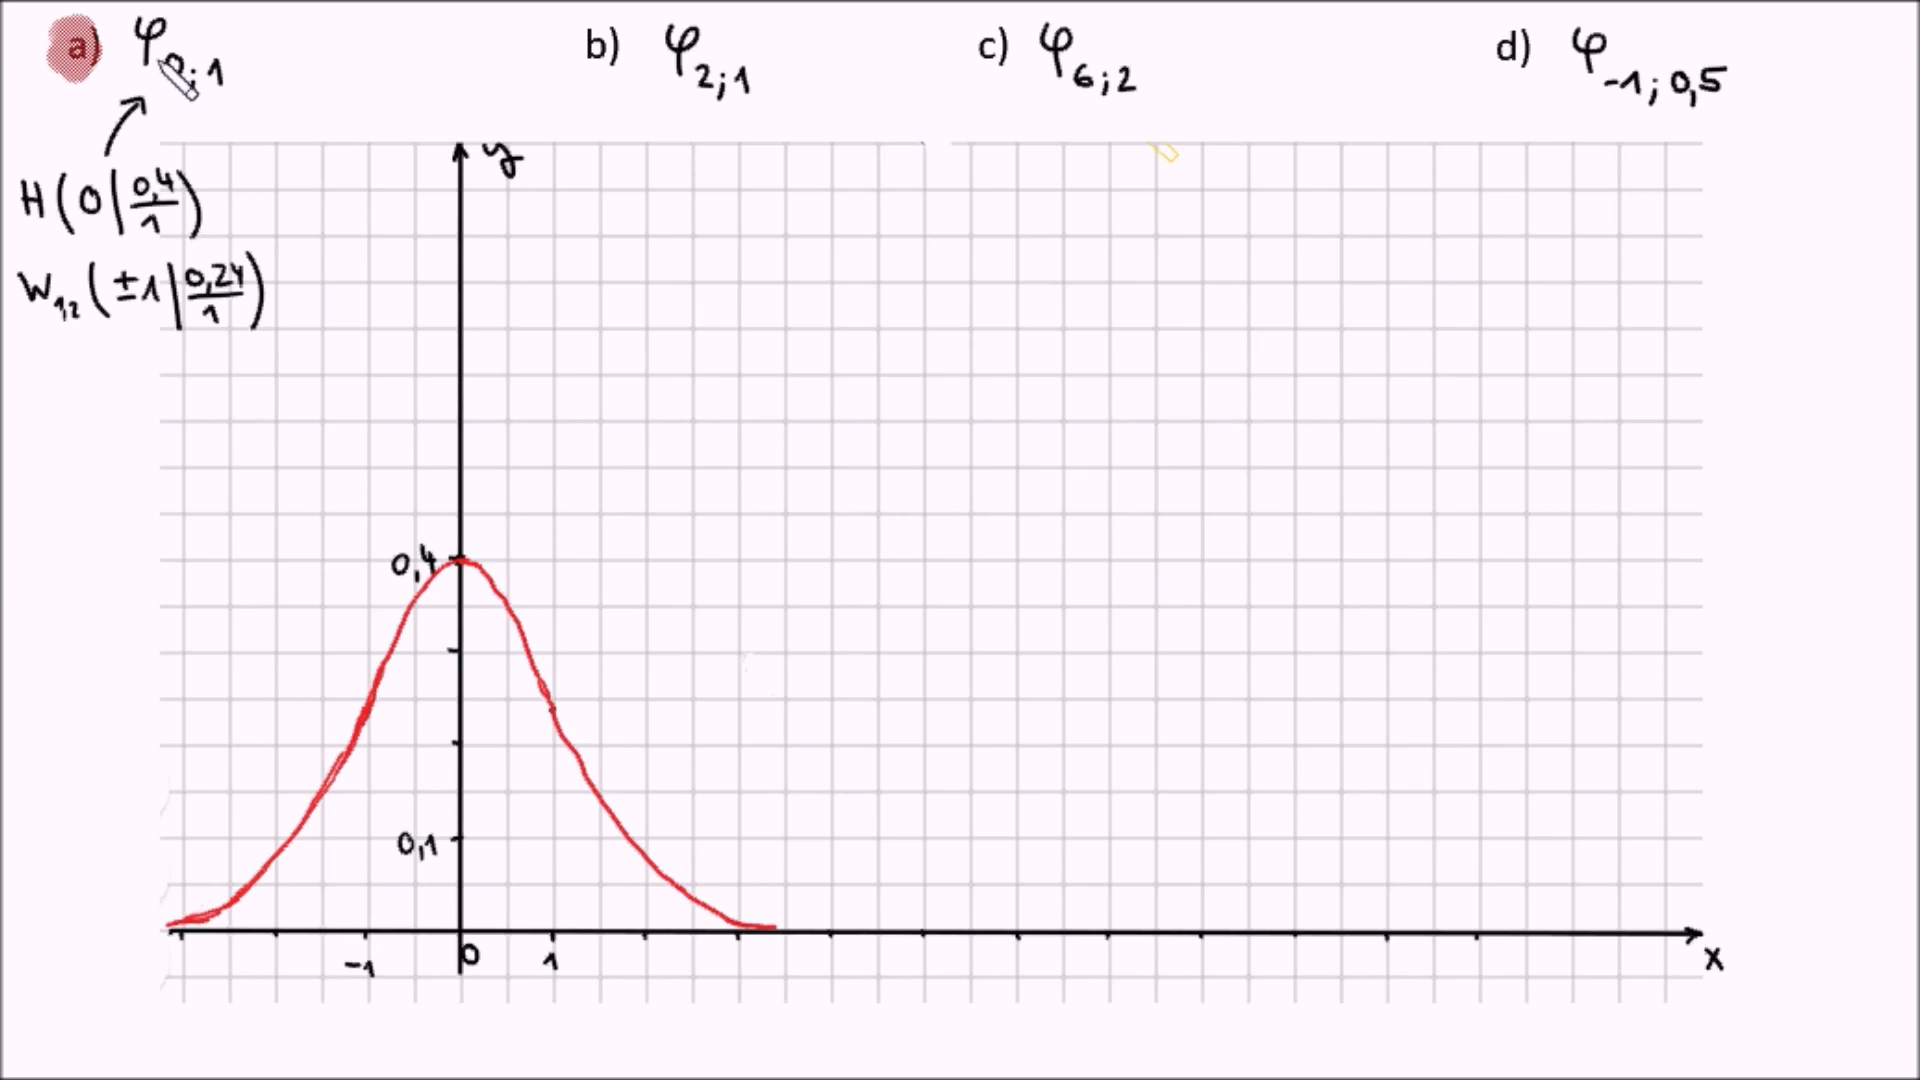 a) φ0;1 b) φ2;1 c) φ6;2 d) φ-1;0,5
H(0|0,4/1)
W1,2(±1|0,24/1)
y
0,4
0,1
-1 0 1 x